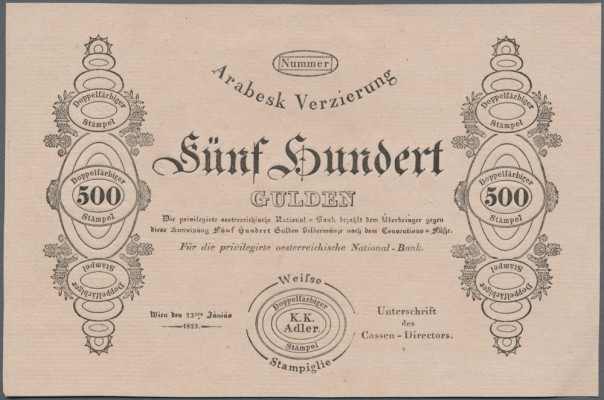 Nummer
Arabesk Verzierung
Doppelfärbiger
Stämpel
Doppelfärbiger
Stämpel
Fünf Hundert
GULDEN
Doppelfärbiger
500
Stämpel
Doppelfärbiger
500
Stämpel
Die privilegirte oesterreichische National-Bank bezahlt dem Überbringer gegen
diese Anweisung Fünf Hundert Gulden Silbermünze nach dem Conventions-Fuße.
Für die privilegirte oesterreichische National-Bank.
Doppelfärbiger
Stämpel
Doppelfärbiger
Stämpel
Wien den 23ten Junius
1825.
Weifse
Doppelfärbiger
K.K.
Adler.
Stämpel
Stampiglie
Unterschrift
des
Cassen-Directors.